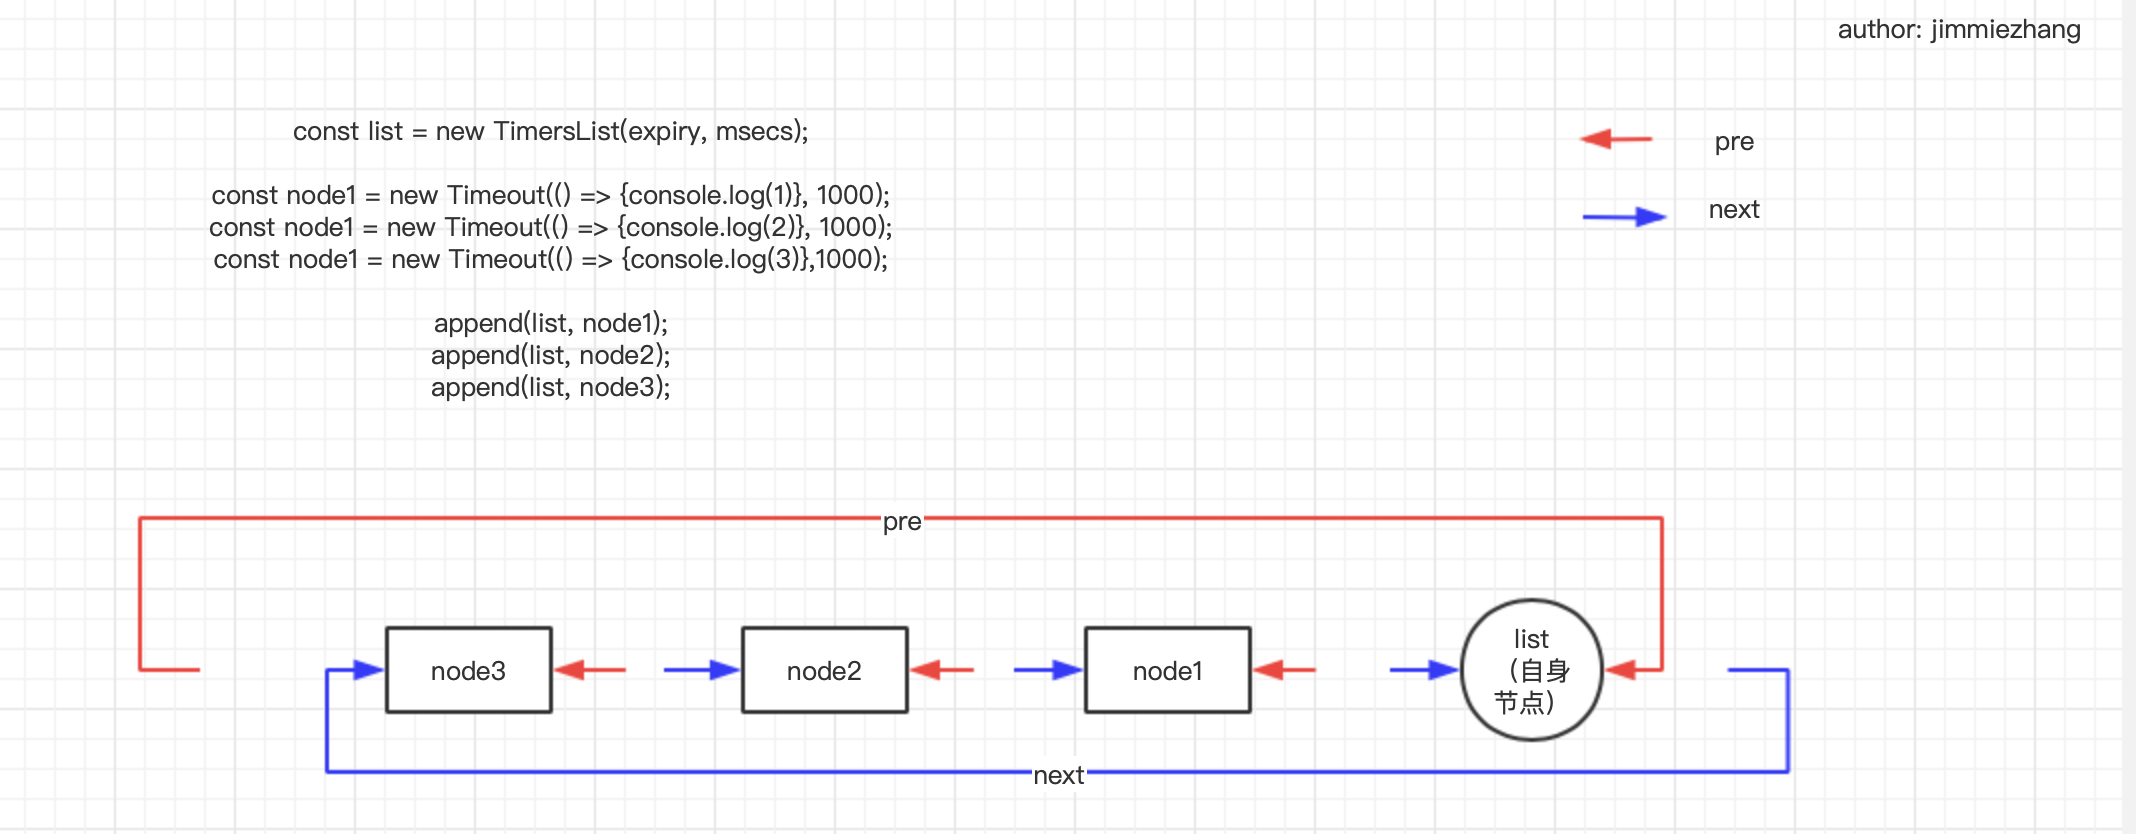 author: jimmiezhang
const list = new TimersList(expiry, msecs);
const node1 = new Timeout(() => {console.log(1)}, 1000);
const node1 = new Timeout(() => {console.log(2)}, 1000);
const node1 = new Timeout(() => {console.log(3)},1000);
append(list, node1);
append(list, node2);
append(list, node3);
pre
next
pre
node3
node2
node1
list
（自身
节点）
next